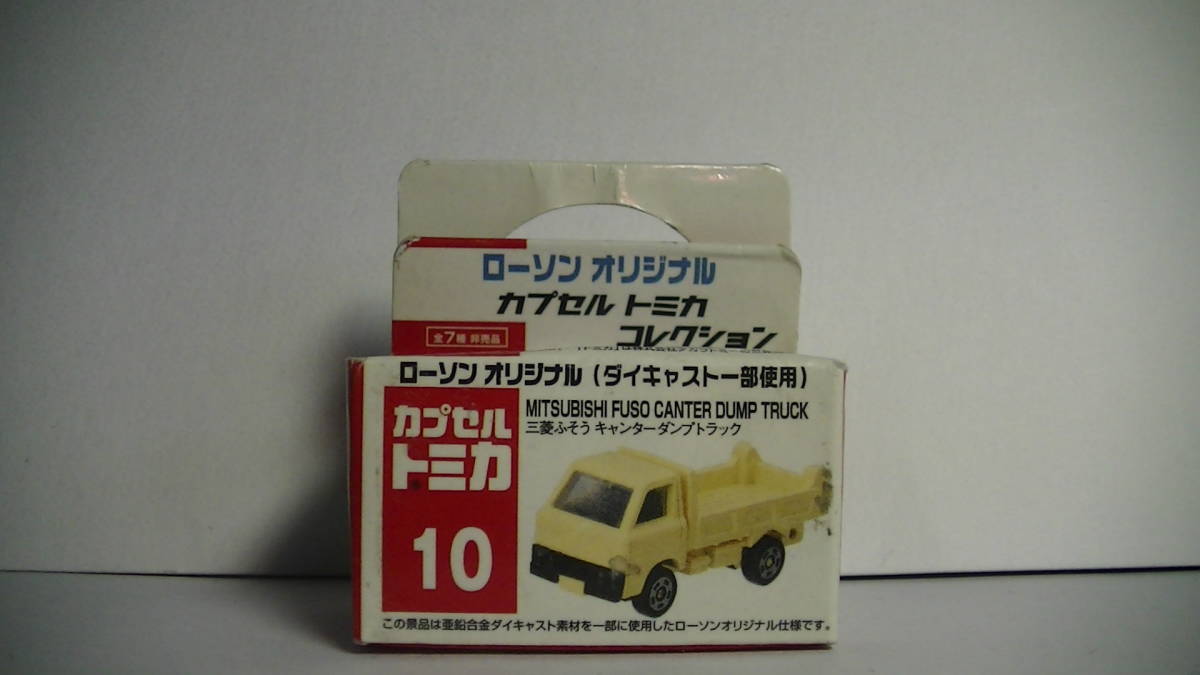 ローソン オリジナル
カプセル トミカ
コレクション
全7種 非売品
ローソン オリジナル (ダイキャスト一部使用)
カプセル
トミカ
10
MITSUBISHI FUSO CANTER DUMP TRUCK
三菱ふそう キャンターダンプトラック
この景品は亜鉛合金ダイキャスト素材を一部に使用したローソンオリジナル仕様です。